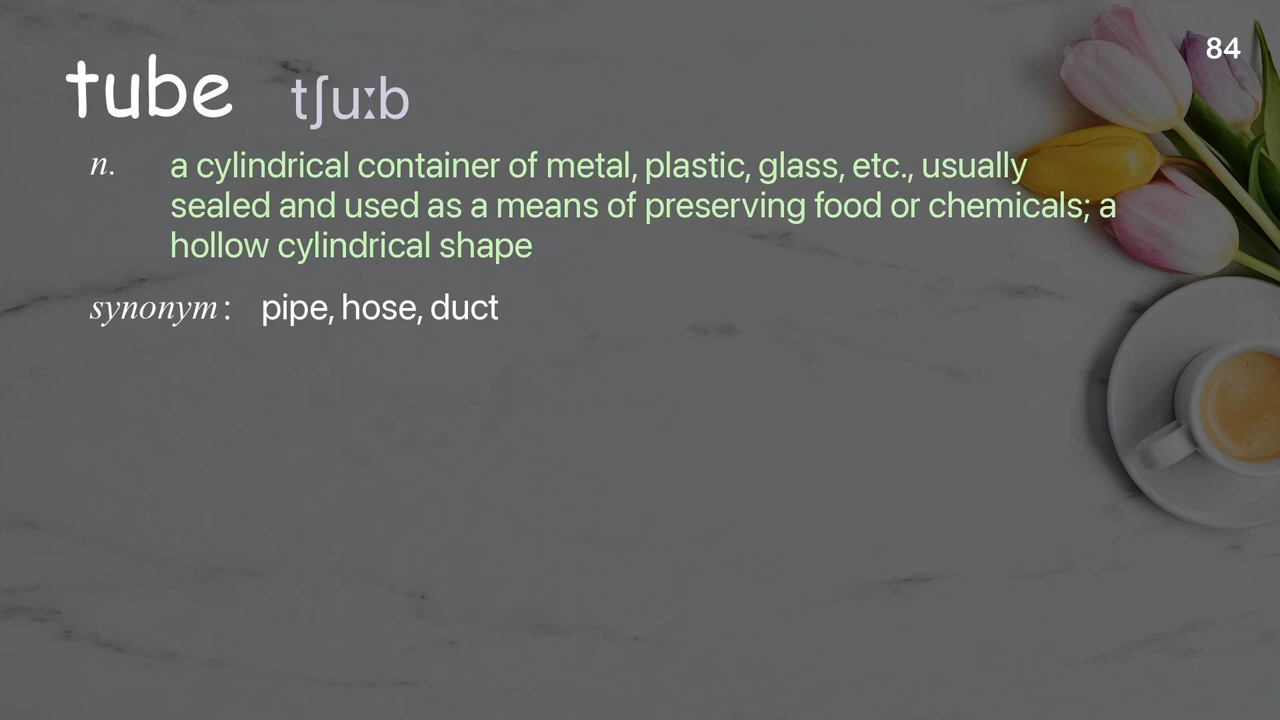 84
tube tʃuːb
n. a cylindrical container of metal, plastic, glass, etc., usually
sealed and used as a means of preserving food or chemicals; a
hollow cylindrical shape
synonym: pipe, hose, duct